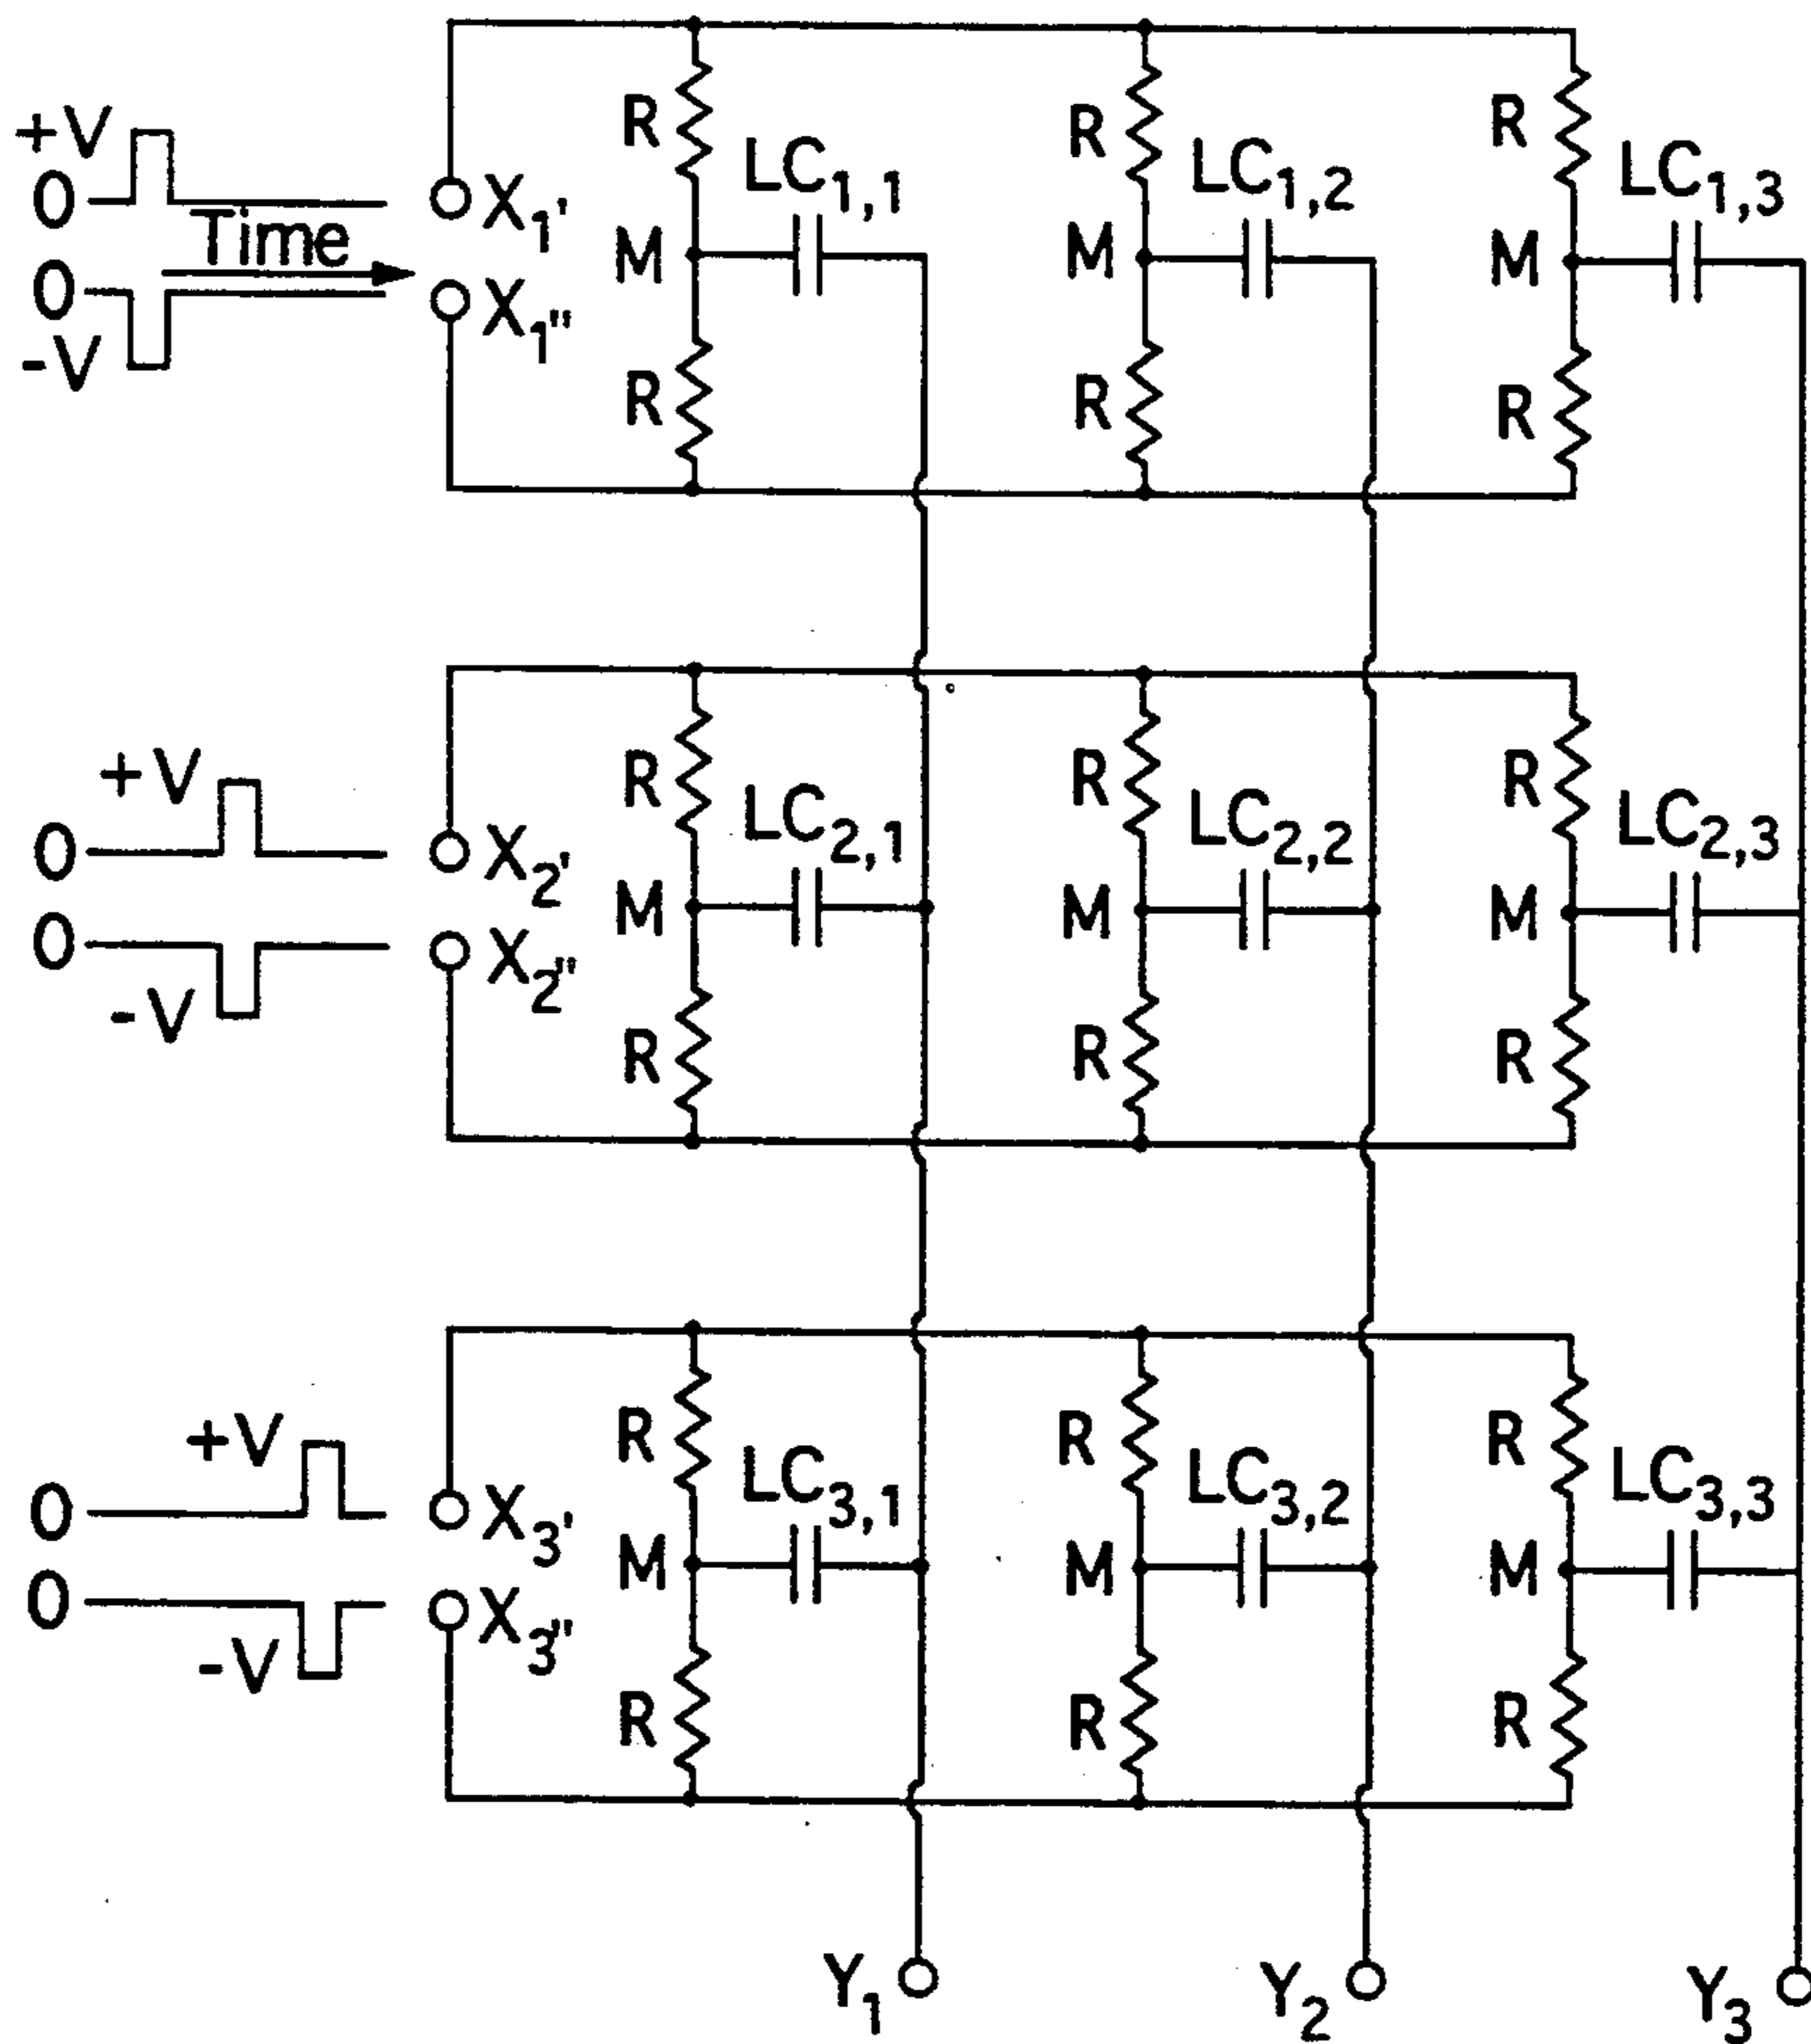 R R R
+V LC1,1 LC1,2 LC1,3
0 X1'
Time M M M
0 X1"
-V R R R
+V R R R
LC2,1 LC2,2 LC2,3
0 X2'
M M M
0 X2"
-V R R R
+V R R R
LC3,1 LC3,2 LC3,3
0 X3'
M M M
0 X3"
-V R R R
Y1 Y2 Y3